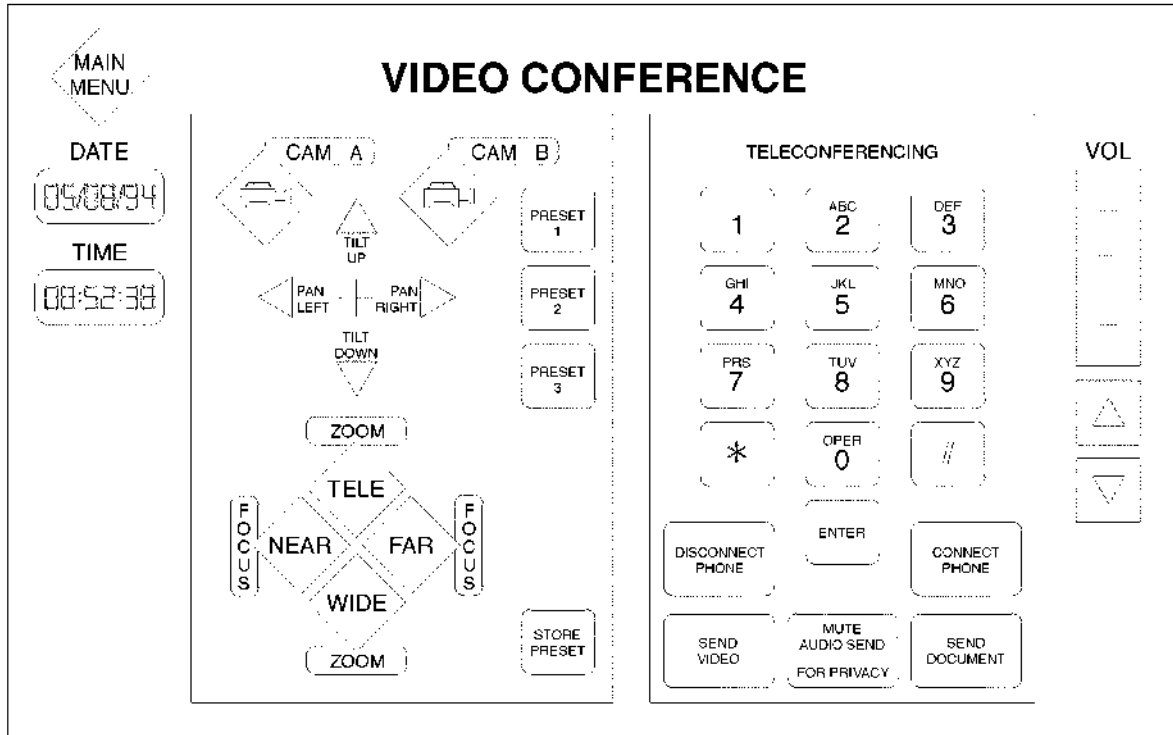 MAIN
MENU
VIDEO CONFERENCE
DATE
05/08/94
TIME
08:52:38
CAM A
CAM B
TILT
UP
PAN
LEFT
PAN
RIGHT
TILT
DOWN
PRESET
1
PRESET
2
PRESET
3
ZOOM
TELE
FOCUS
NEAR
FAR
FOCUS
WIDE
ZOOM
STORE
PRESET
TELECONFERENCING
1
ABC
2
DEF
3
GHI
4
JKL
5
MNO
6
PRS
7
TUV
8
XYZ
9
*
OPER
0
#
ENTER
DISCONNECT
PHONE
CONNECT
PHONE
SEND
VIDEO
MUTE
AUDIO SEND
FOR PRIVACY
SEND
DOCUMENT
VOL